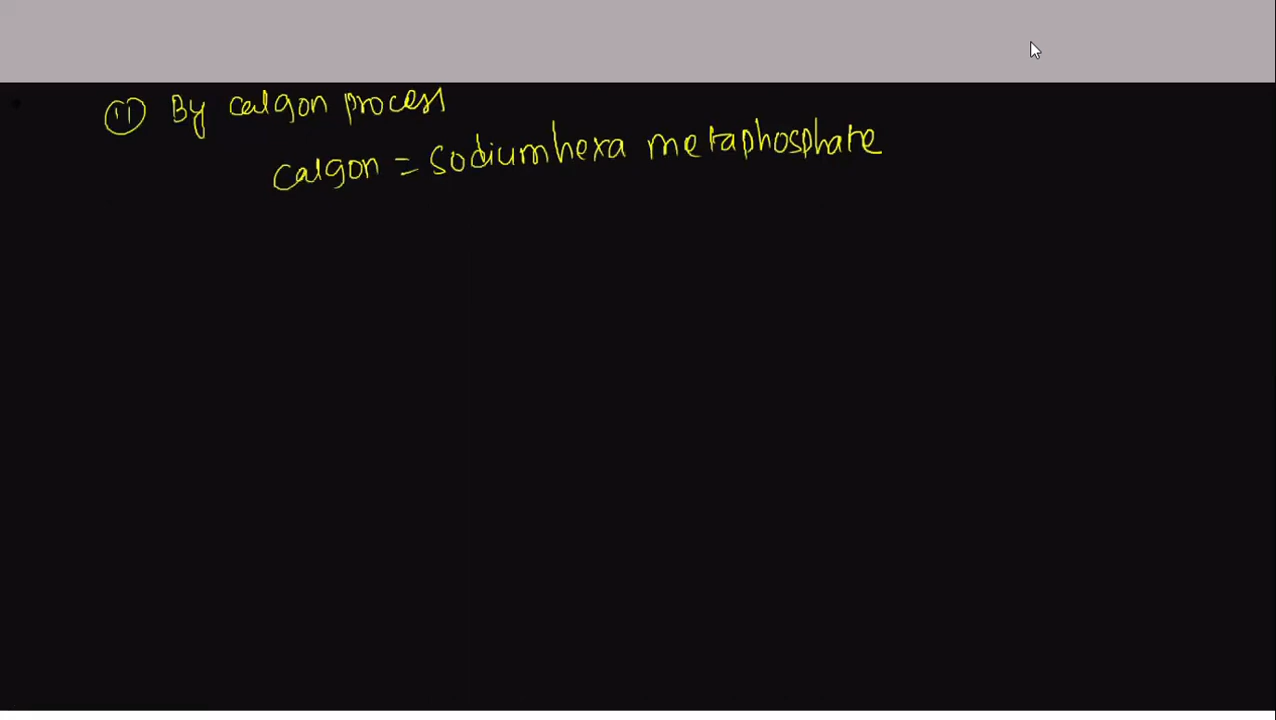 (ii) By calgon process
calgon = sodiumhexa metaphosphate